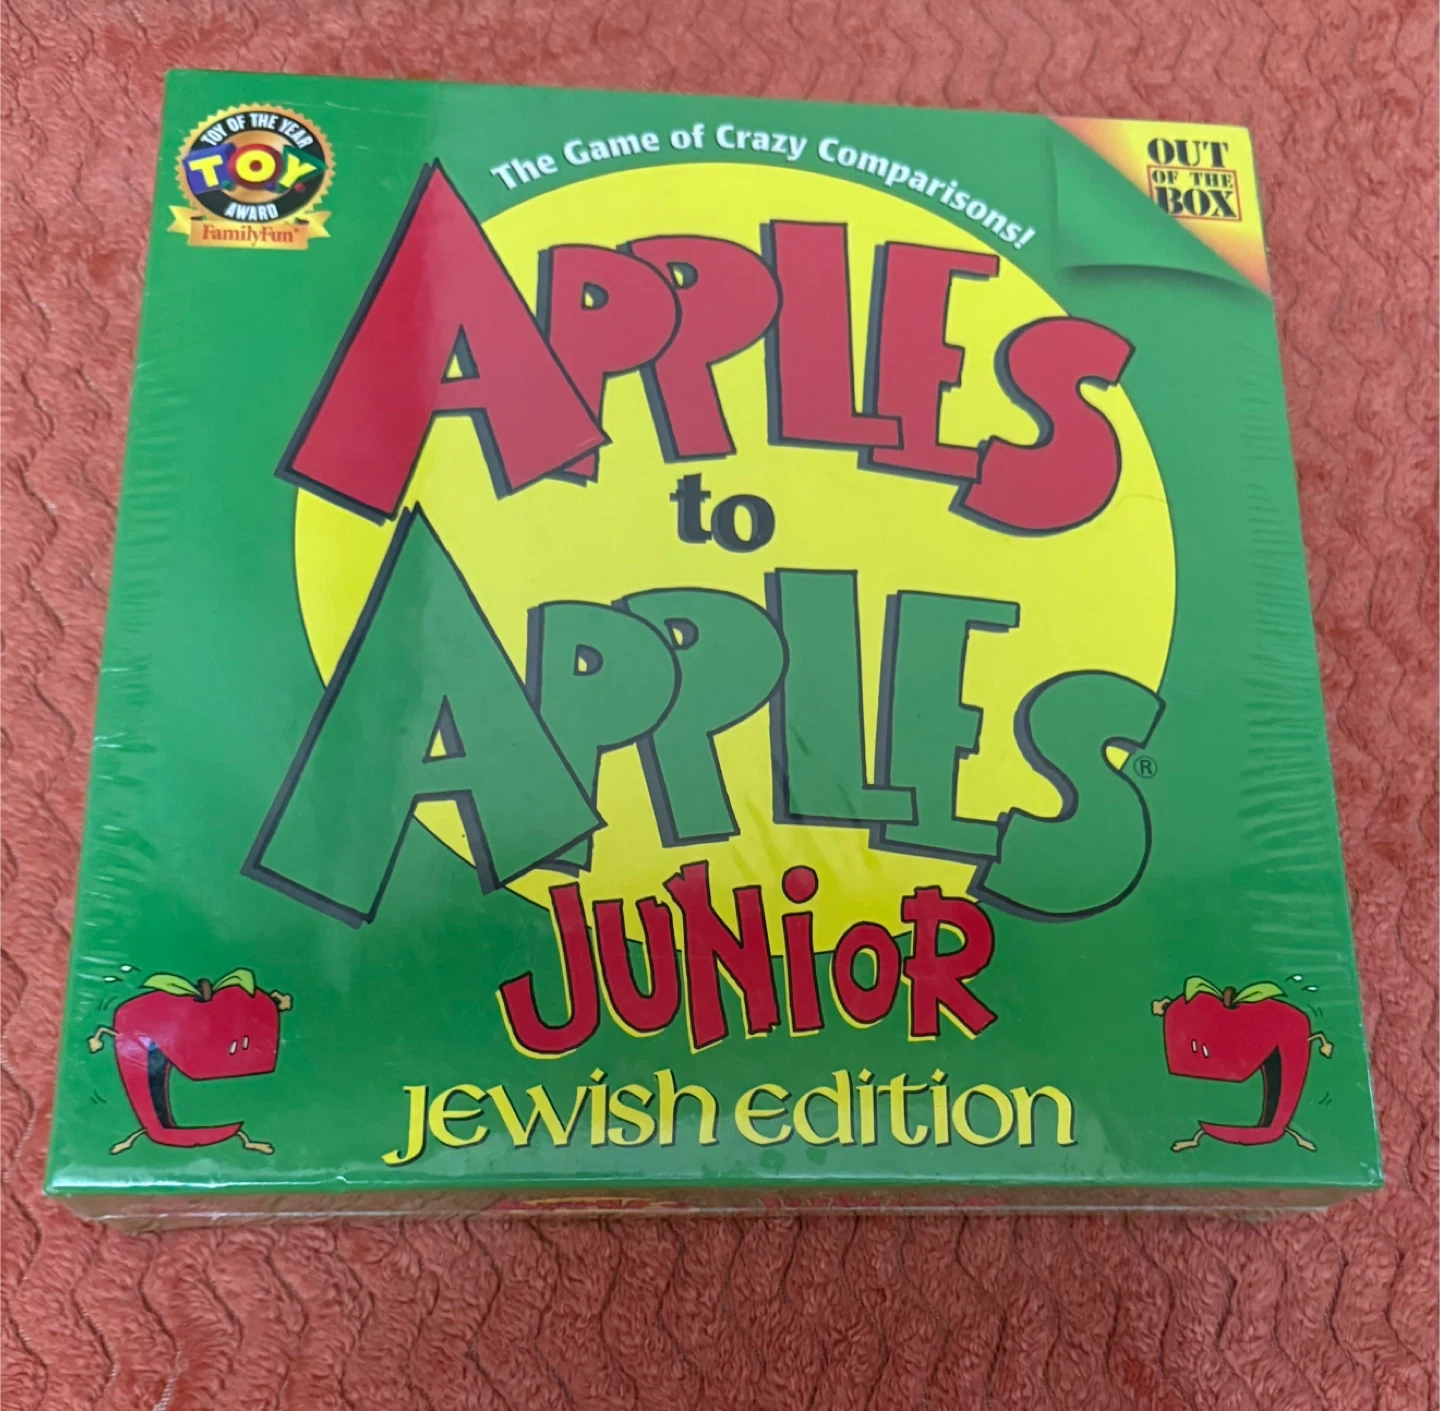 TOY OF THE YEAR
TOY
AWARD
FamilyFun
The Game of Crazy Comparisons!
OUT
OF THE
BOX
APPLES
to
APPLES®
JUNiOR
Jewish Edition